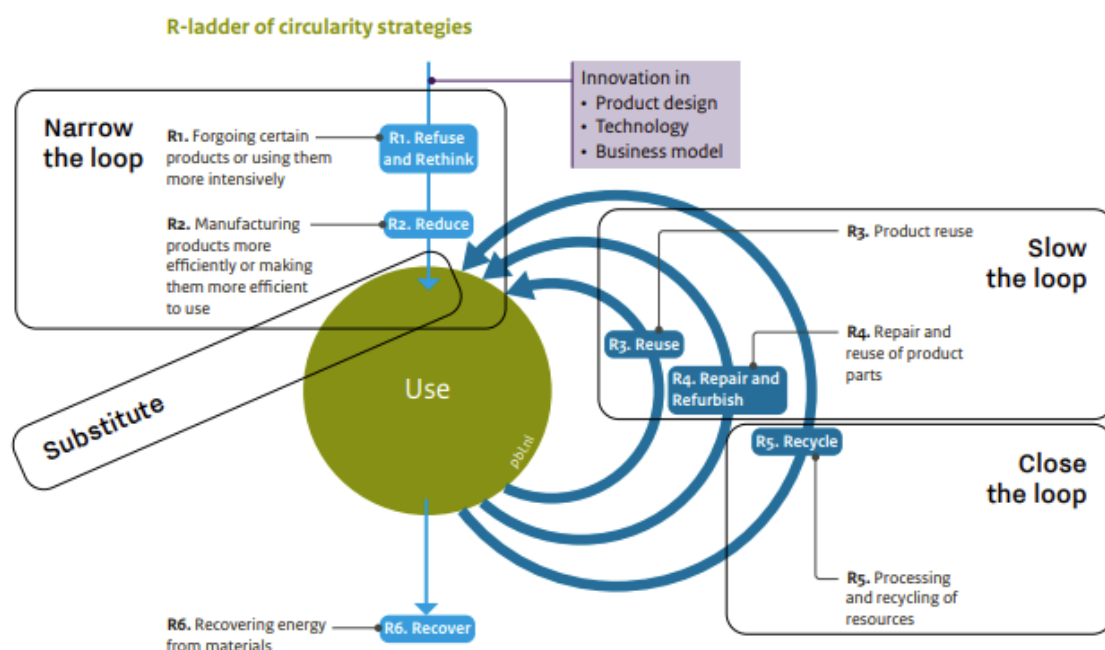 R-ladder of circularity strategies
Innovation in
• Product design
• Technology
• Business model
Narrow
the loop
R1. Forgoing certain
products or using them
more intensively
R1. Refuse
and Rethink
R2. Manufacturing
products more
efficiently or making
them more efficient
to use
R2. Reduce
Substitute
Use
pbl.nl
R3. Product reuse
Slow
the loop
R3. Reuse
R4. Repair and
reuse of product
parts
R4. Repair and
Refurbish
R5. Recycle
Close
the loop
R5. Processing
and recycling of
resources
R6. Recovering energy
from materials
R6. Recover